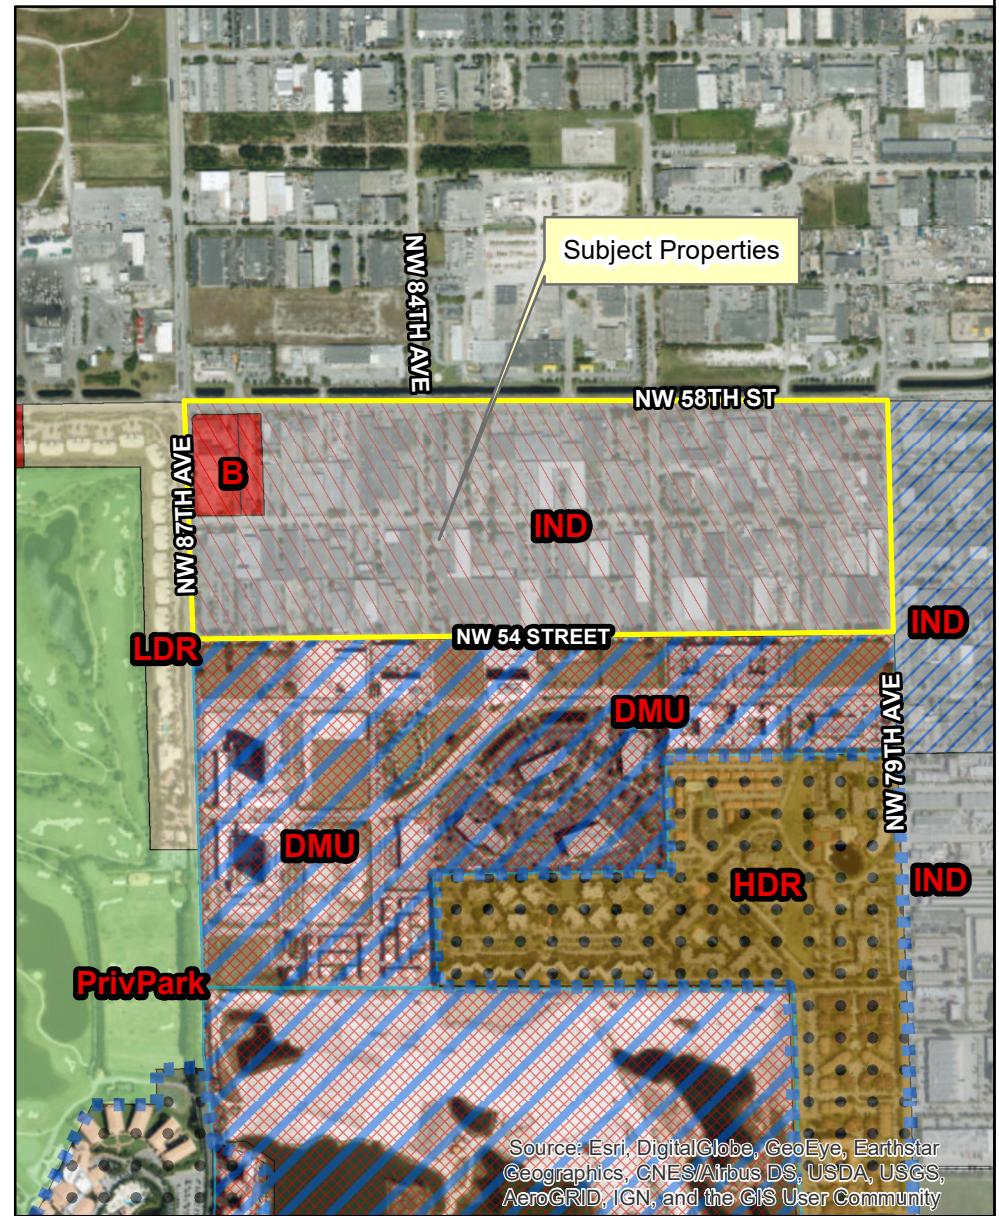 Subject Properties
NW 84TH AVE
NW 58TH ST
NW 87TH AVE
B
IND
LDR
NW 54 STREET
IND
DMU
NW 79TH AVE
DMU
HDR
IND
PrivPark
Source: Esri, DigitalGlobe, GeoEye, Earthstar
Geographics, CNES/Airbus DS, USDA, USGS,
AeroGRID, IGN, and the GIS User Community